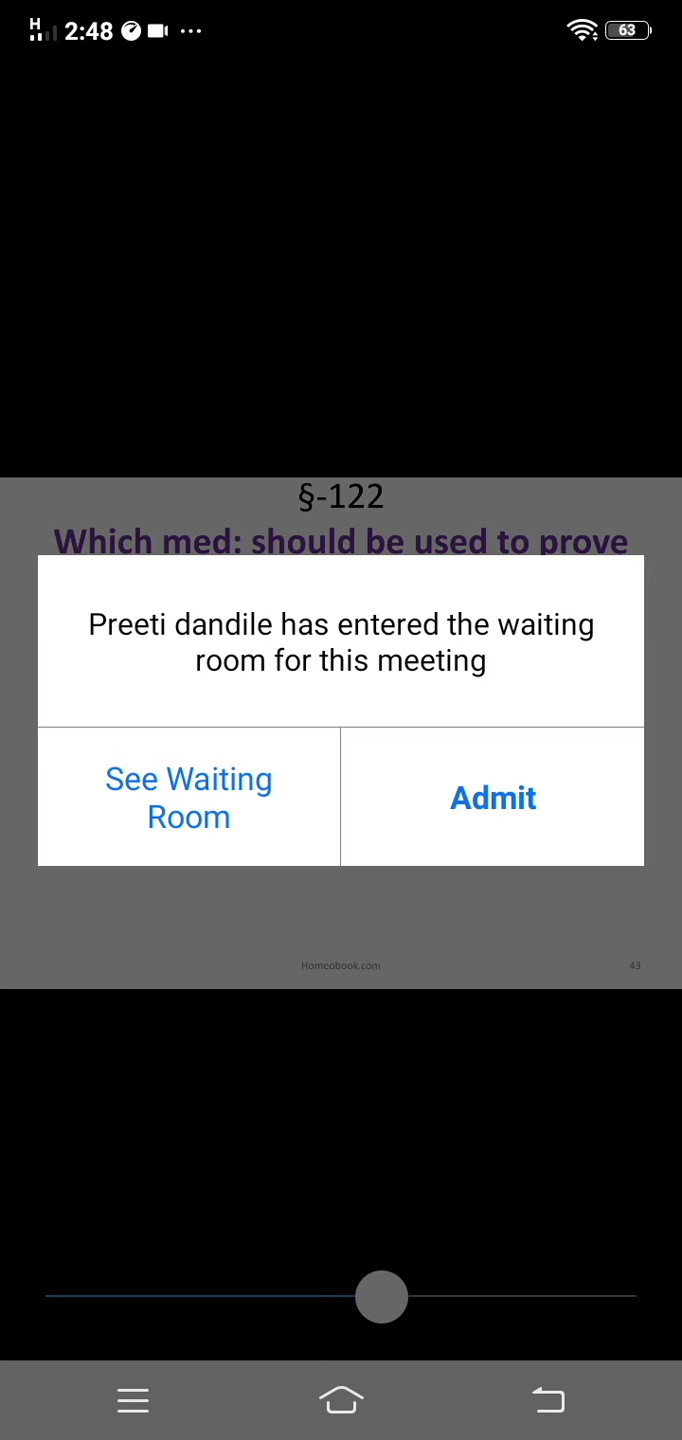 H
2:48
63
§-122
Which med: should be used to prove
Preeti dandile has entered the waiting
room for this meeting
See Waiting
Room
Admit
Homeobook.com
43